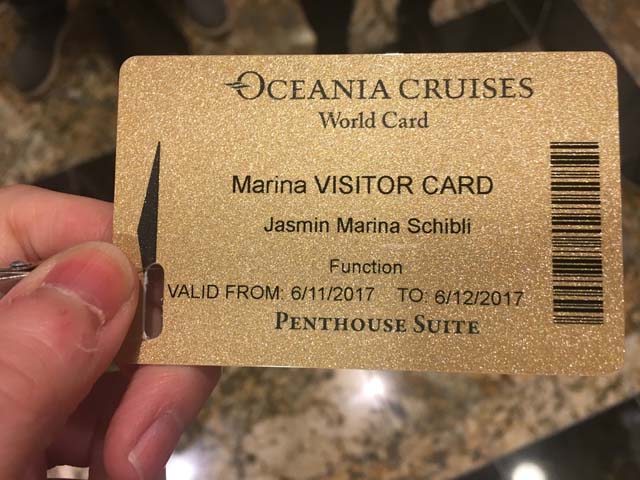 OCEANIA CRUISES
World Card
Marina VISITOR CARD
Jasmin Marina Schibli
Function
VALID FROM: 6/11/2017 TO: 6/12/2017
PENTHOUSE SUITE